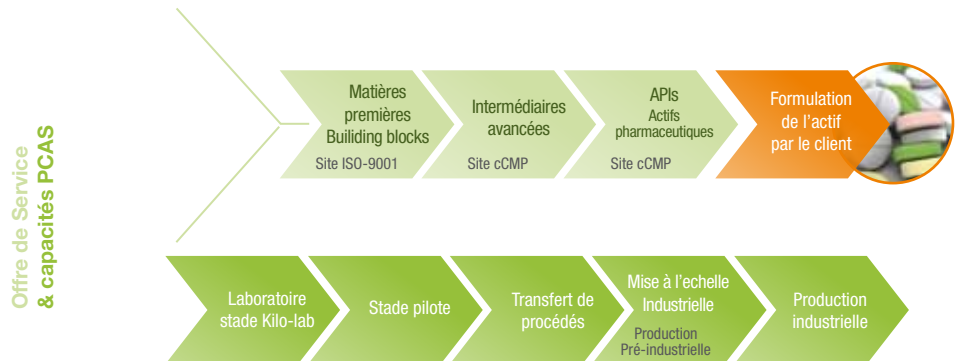 Offre de Service
& capacités PCAS
Matières
premières
Builiding blocks
Site ISO-9001
Intermédiaires
avancées
Site cCMP
APIs
Actifs
pharmaceutiques
Site cCMP
Formulation
de l'actif
par le client
Laboratoire
stade Kilo-lab
Stade pilote
Transfert de
procédés
Mise à l'echelle
Industrielle
Production
Pré-industrielle
Production
industrielle